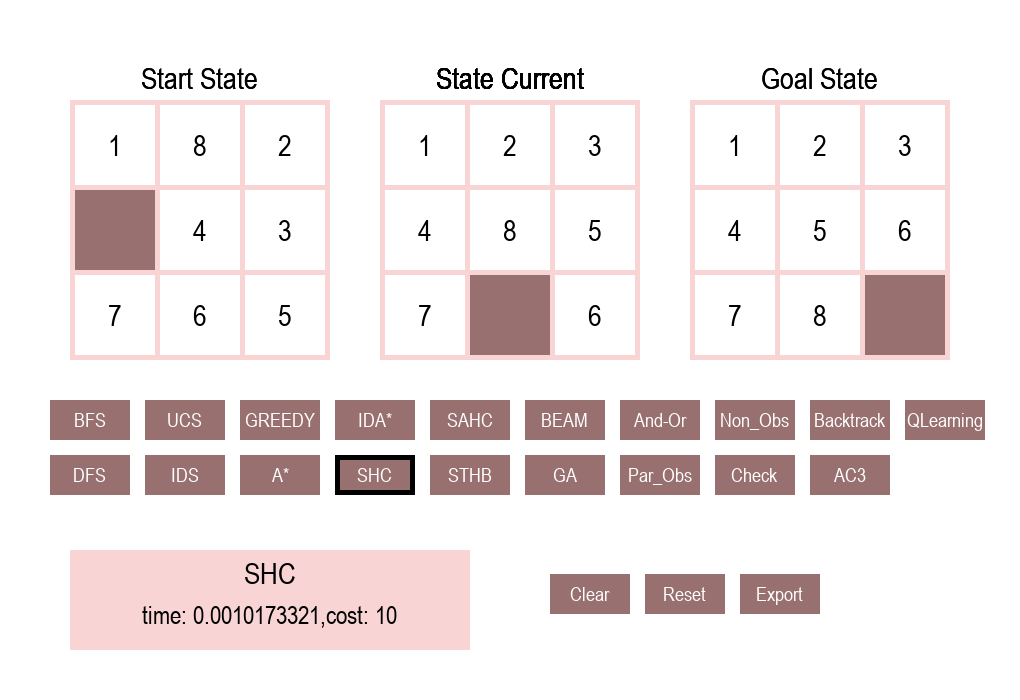 Start State State Current Goal State
1 8 2 1 2 3 1 2 3
4 3 4 8 5 4 5 6
7 6 5 7 6 7 8
BFS UCS GREEDY IDA* SAHC BEAM And-Or Non_Obs Backtrack QLearning
DFS IDS A* SHC STHB GA Par_Obs Check AC3
SHC
time: 0.0010173321,cost: 10
Clear Reset Export